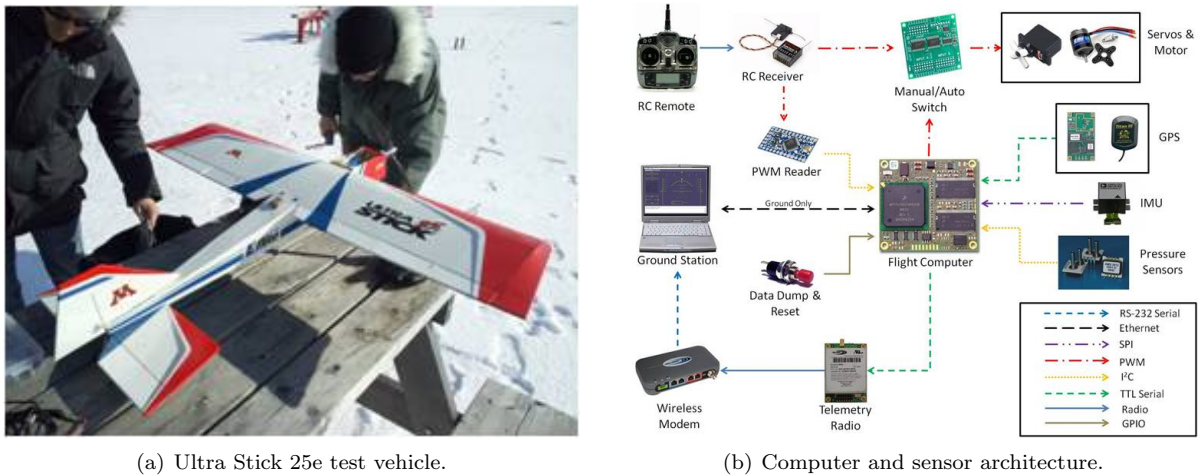 ULTRA
STICK
RC Remote
RC Receiver
Manual/Auto
Switch
Servos &
Motor
PWM Reader
GPS
Ground Only
IMU
Ground Station
Flight Computer
Pressure
Sensors
Data Dump &
Reset
Wireless
Modem
Telemetry
Radio
RS-232 Serial
Ethernet
SPI
PWM
I²C
TTL Serial
Radio
GPIO
(a) Ultra Stick 25e test vehicle.
(b) Computer and sensor architecture.